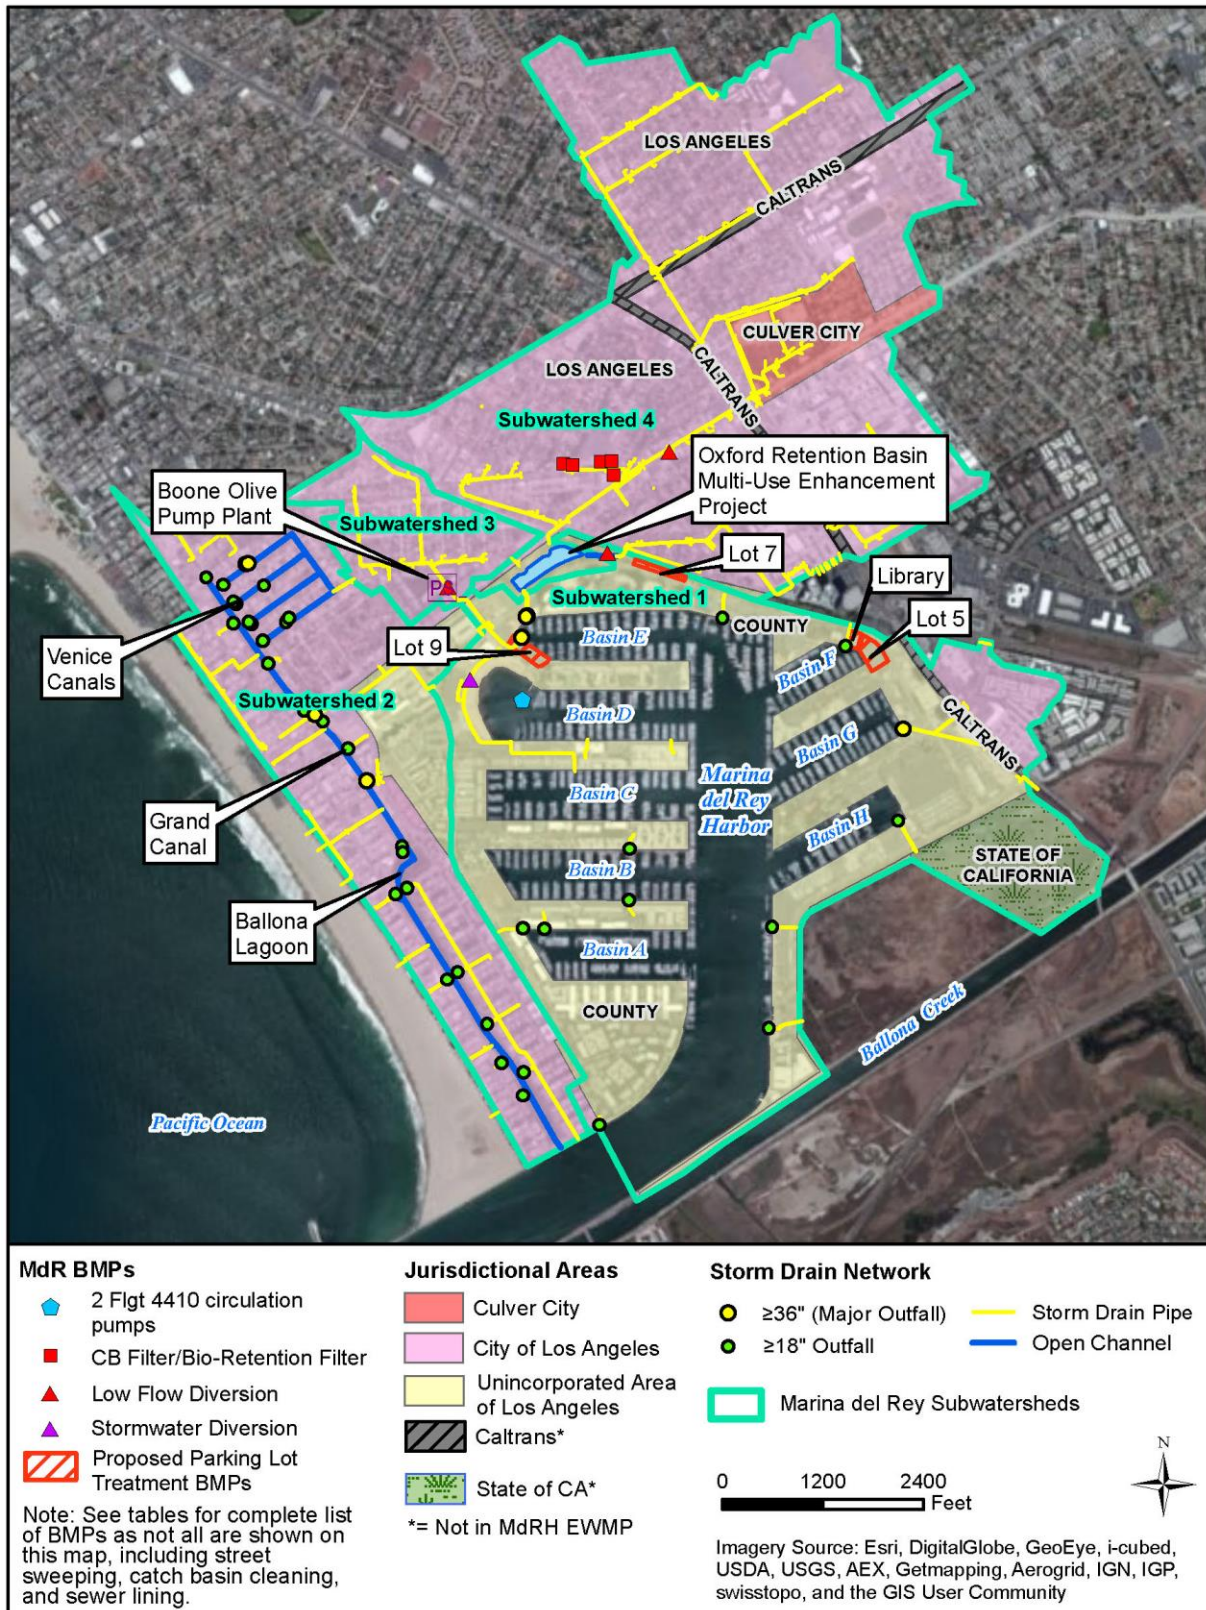 LOS ANGELES
CALTRANS
CULVER CITY
LOS ANGELES
CALTRANS
Subwatershed 4
Oxford Retention Basin
Multi-Use Enhancement
Project
Boone Olive
Pump Plant
Subwatershed 3
Lot 7
Library
Subwatershed 1
COUNTY
Lot 5
Lot 9
Basin E
Basin F
Venice
Canals
Subwatershed 2
Basin D
Basin G
CALTRANS
Marina
del Rey
Harbor
Basin C
Grand
Canal
Basin H
STATE OF
CALIFORNIA
Basin B
Ballona
Lagoon
Basin A
COUNTY
Ballona Creek
Pacific Ocean
MdR BMPs
2 Flgt 4410 circulation
pumps
CB Filter/Bio-Retention Filter
Low Flow Diversion
Stormwater Diversion
Proposed Parking Lot
Treatment BMPs
Note: See tables for complete list
of BMPs as not all are shown on
this map, including street
sweeping, catch basin cleaning,
and sewer lining.
Jurisdictional Areas
Culver City
City of Los Angeles
Unincorporated Area
of Los Angeles
Caltrans*
State of CA*
*= Not in MdRH EWMP
Storm Drain Network
≥36" (Major Outfall)
≥18" Outfall
Storm Drain Pipe
Open Channel
Marina del Rey Subwatersheds
N
0 1200 2400
Feet
Imagery Source: Esri, DigitalGlobe, GeoEye, i-cubed,
USDA, USGS, AEX, Getmapping, Aerogrid, IGN, IGP,
swisstopo, and the GIS User Community